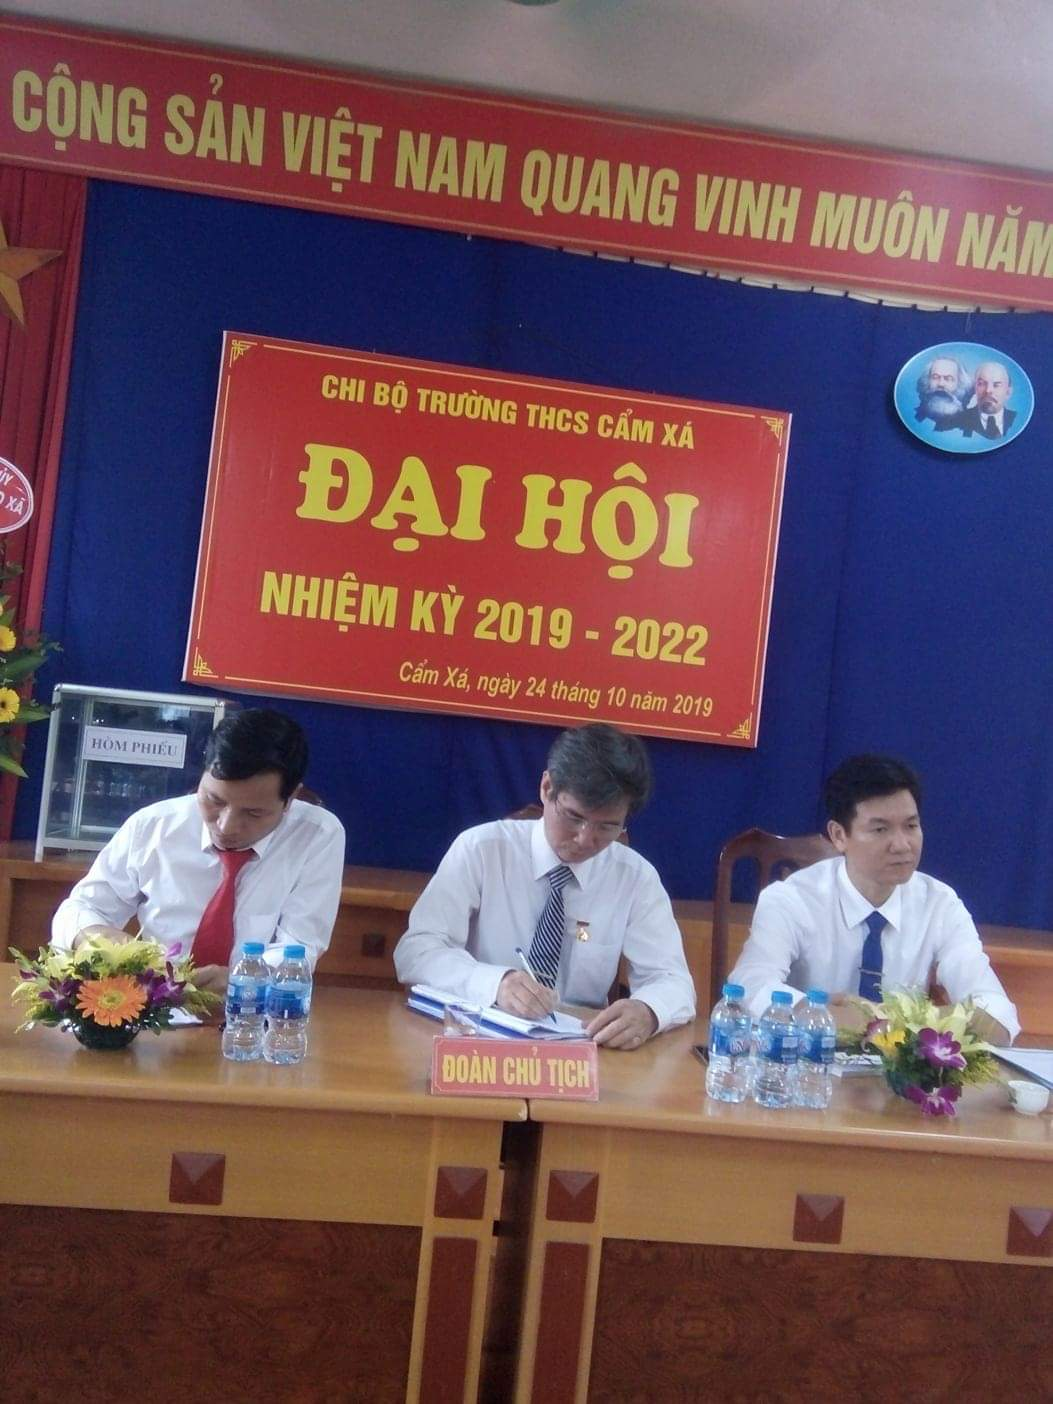 CỘNG SẢN VIỆT NAM QUANG VINH MUÔN NĂM
CHI BỘ TRƯỜNG THCS CẨM XÁ
ĐẠI HỘI
NHIỆM KỲ 2019 - 2022
Cẩm Xá, ngày 24 tháng 10 năm 2019
XÃ
HÒM PHIẾU
ĐOÀN CHỦ TỊCH